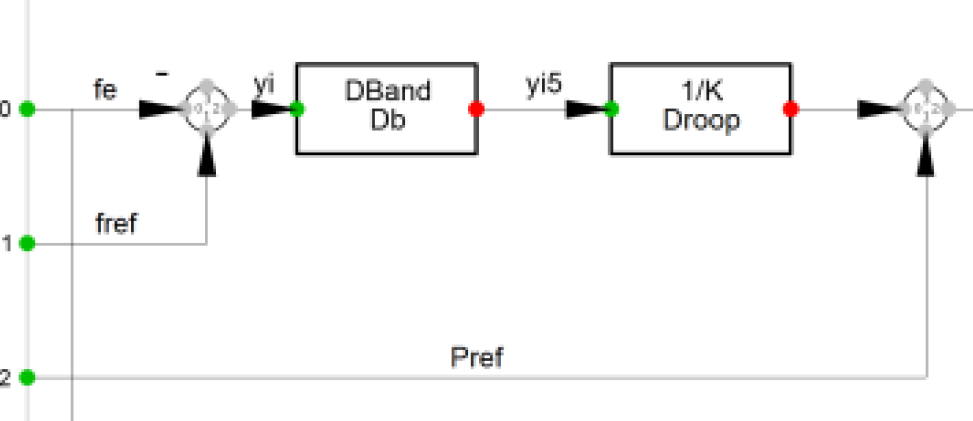 fe
-
yi
DBand
Db
yi5
1/K
Droop
0
fref
1
Pref
2